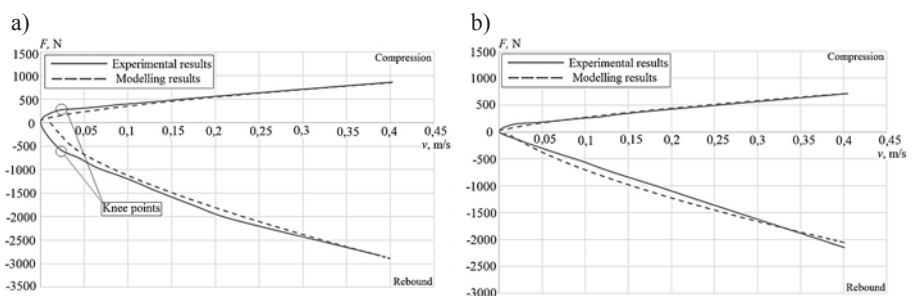 a)
F, N
1500
1000
500
0
-500
-1000
-1500
-2000
-2500
-3000
-3500
Experimental results
Modelling results
Compression
0,05 0,1 0,15 0,2 0,25 0,3 0,35 0,4 0,45
v, m/s
Knee points
Rebound
b)
F, N
1500
1000
500
0
-500
-1000
-1500
-2000
-2500
-3000
Experimental results
Modelling results
Compression
0,05 0,1 0,15 0,2 0,25 0,3 0,35 0,4 0,45
v, m/s
Rebound